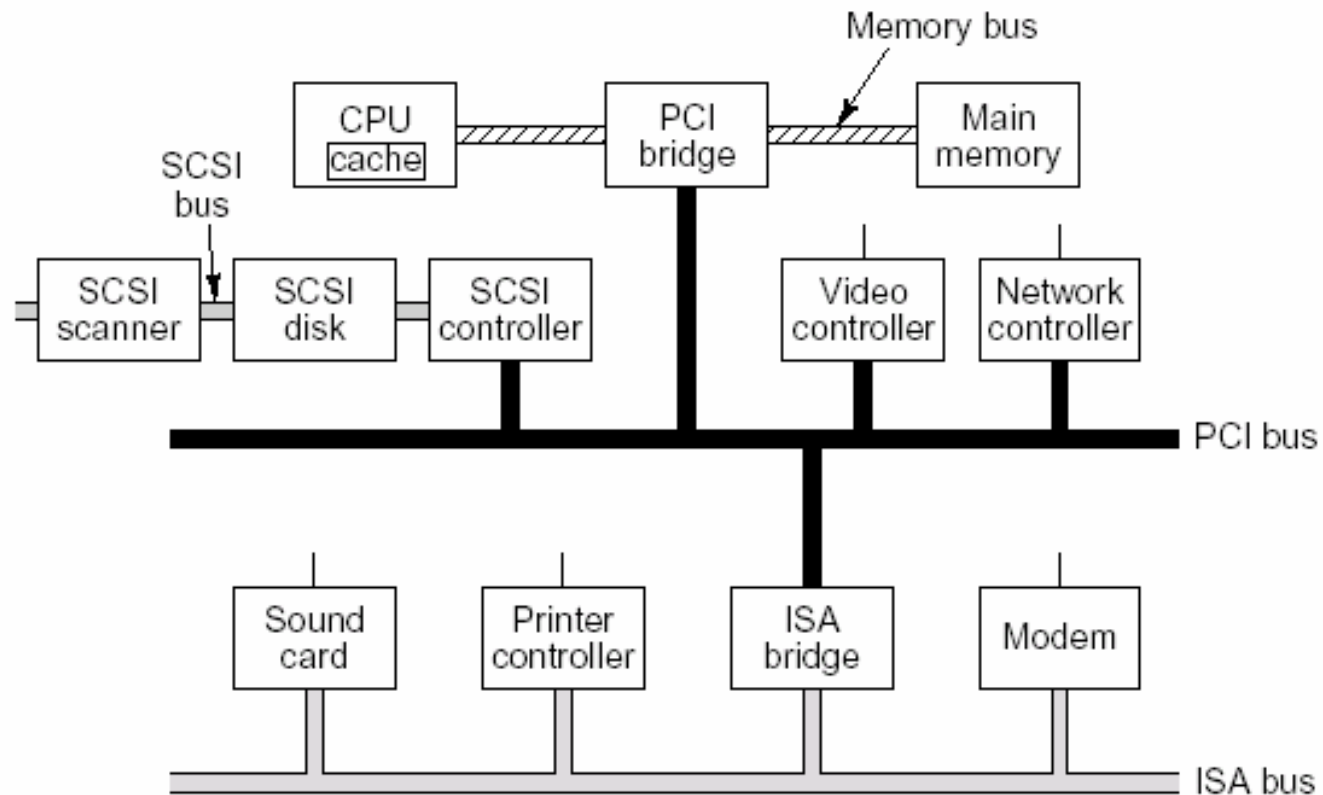 Memory bus
CPU
cache
PCI
bridge
Main
memory
SCSI
bus
SCSI
scanner
SCSI
disk
SCSI
controller
Video
controller
Network
controller
PCI bus
Sound
card
Printer
controller
ISA
bridge
Modem
ISA bus